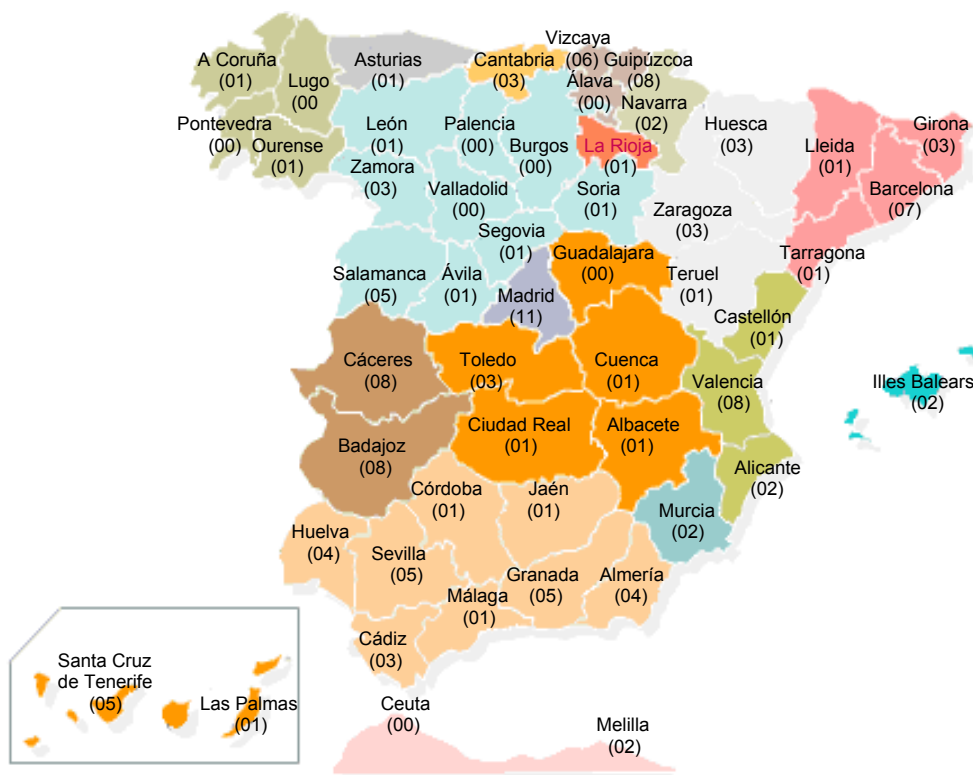 Vizcaya
(06)
A Coruña
(01)
Lugo
(00
Asturias
(01)
Cantabria
(03)
Guipúzcoa
(08)
Álava
(00)
Navarra
(02)
Pontevedra
(00)
Ourense
(01)
León
(01)
Palencia
(00)
Burgos
(00)
La Rioja
(01)
Huesca
(03)
Lleida
(01)
Girona
(03)
Zamora
(03)
Valladolid
(00)
Soria
(01)
Zaragoza
(03)
Barcelona
(07)
Segovia
(01)
Salamanca
(05)
Ávila
(01)
Madrid
(11)
Guadalajara
(00)
Teruel
(01)
Tarragona
(01)
Castellón
(01)
Cáceres
(08)
Toledo
(03)
Cuenca
(01)
Valencia
(08)
Illes Balears
(02)
Badajoz
(08)
Ciudad Real
(01)
Albacete
(01)
Alicante
(02)
Córdoba
(01)
Jaén
(01)
Murcia
(02)
Huelva
(04)
Sevilla
(05)
Granada
(05)
Almería
(04)
Málaga
(01)
Cádiz
(03)
Santa Cruz
de Tenerife
(05)
Las Palmas
(01)
Ceuta
(00)
Melilla
(02)